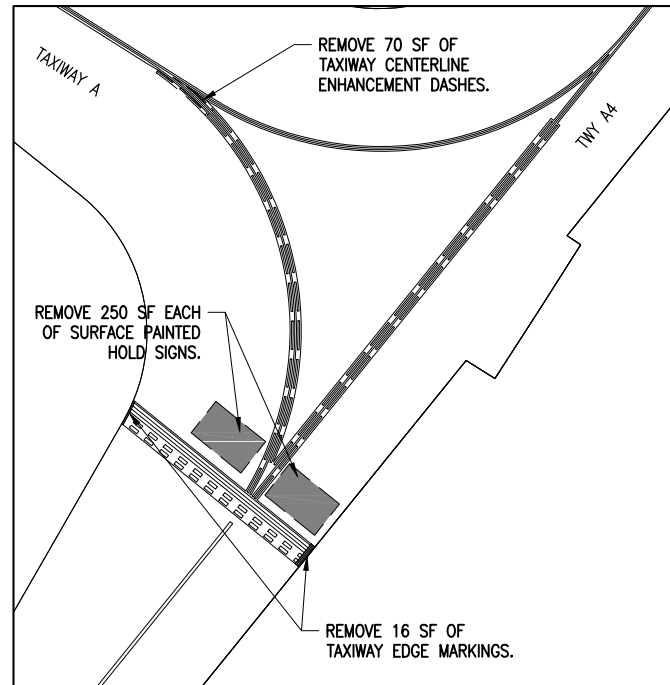 REMOVE 70 SF OF
TAXIWAY CENTERLINE
ENHANCEMENT DASHES.
TAXIWAY A
TWY A4
REMOVE 250 SF EACH
OF SURFACE PAINTED
HOLD SIGNS.
REMOVE 16 SF OF
TAXIWAY EDGE MARKINGS.